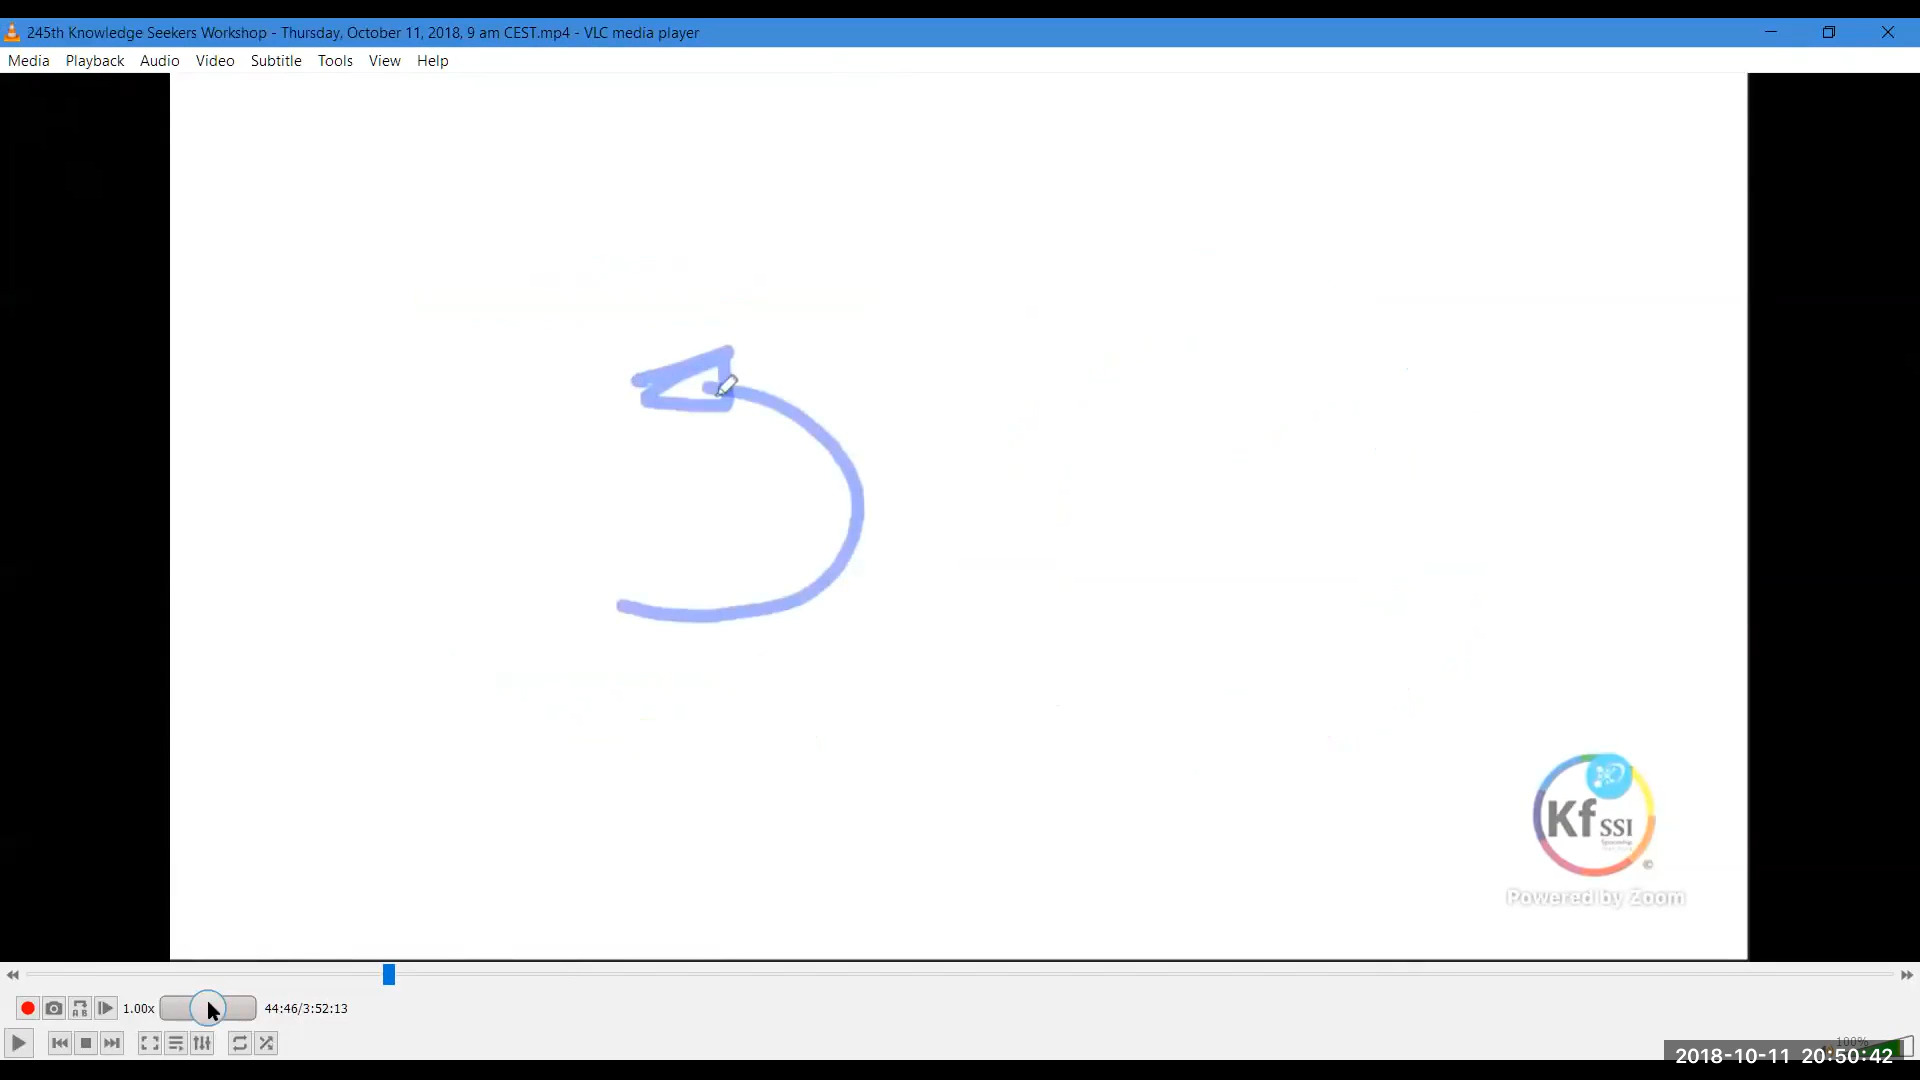 245th Knowledge Seekers Workshop - Thursday, October 11, 2018, 9 am CEST.mp4 - VLC media player
Media Playback Audio Video Subtitle Tools View Help
Kf SSI
©
Powered by Zoom
1.00x 44:46/3:52:13
100%
2018-10-11 20:50:42